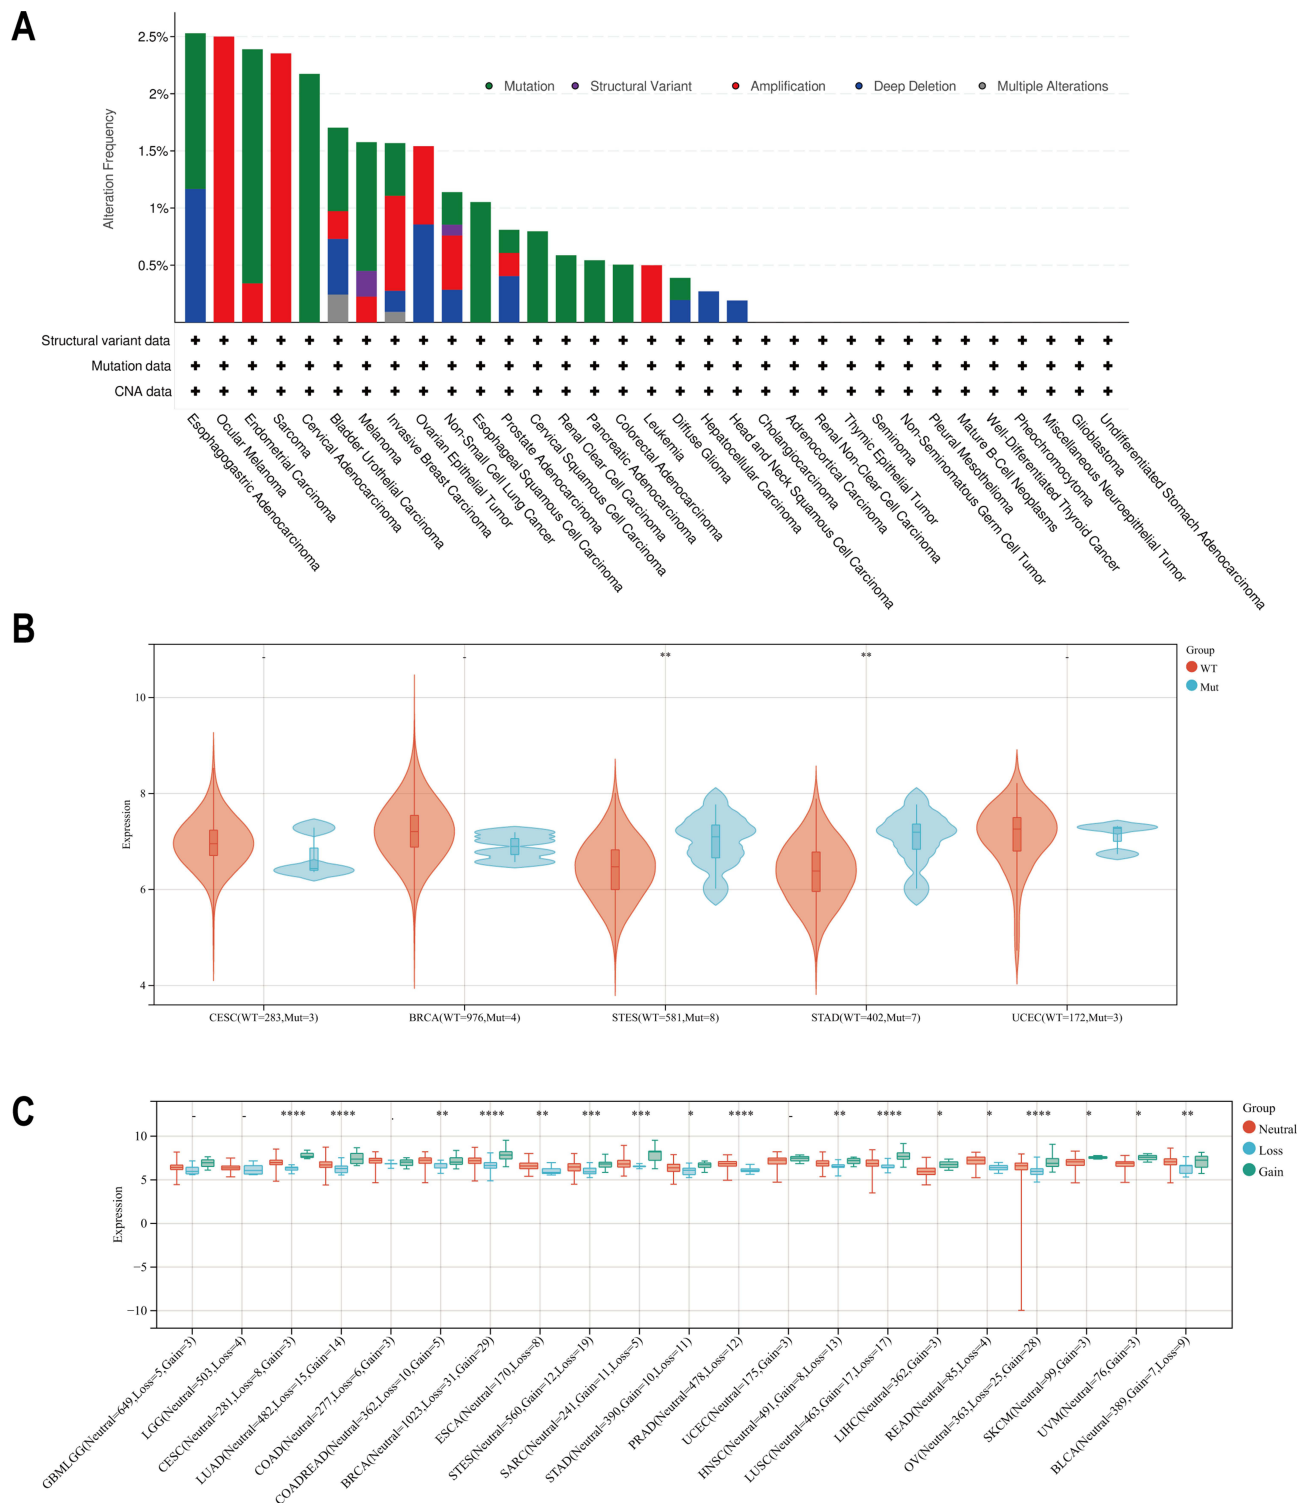 A
2.5%
2%
1.5%
1%
0.5%
Alteration Frequency
Mutation
Structural Variant
Amplification
Deep Deletion
Multiple Alterations
Structural variant data
Mutation data
CNA data
Esophagogastric Adenocarcinoma
Ocular Melanoma
Endometrial Carcinoma
Sarcoma
Cervical Adenocarcinoma
Bladder Urothelial Carcinoma
Melanoma
Invasive Breast Carcinoma
Ovarian Epithelial Tumor
Non-Small Cell Lung Cancer
Esophageal Squamous Cell Carcinoma
Prostate Adenocarcinoma
Cervical Squamous Cell Carcinoma
Renal Clear Cell Carcinoma
Pancreatic Adenocarcinoma
Colorecal Adenocarcinoma
Leukemia
Diffuse Glioma
Hepatocellular Carcinoma
Head and Neck Squamous Cell Carcinoma
Cholangiocarcinoma
Adrenocortical Carcinoma
Renal Non-Clear Cell Carcinoma
Thymic Epithelial Tumor
Seminoma
Non-Seminomatous Germ Cell Tumor
Pleural Mesothelioma
Mature B-Cell Neoplasms
Well-Differentiated Thyroid Cancer
Pheochromocytoma
Miscellaneous Neuroepithelial Tumor
Glioblastoma
Undifferentiated Stomach Adenocarcinoma
B
- - ** ** -
Group
WT
Mut
Expression
10
8
6
4
CESC(WT=283,Mut=3)
BRCA(WT=976,Mut=4)
STES(WT=581,Mut=8)
STAD(WT=402,Mut=7)
UCEC(WT=172,Mut=3)
C
- - **** **** . ** **** ** *** *** * **** - ** **** * * **** * * **
Group
Neutral
Loss
Gain
Expression
10
5
0
−5
−10
GBMLGG(Neutral=649,Loss=5,Gain=3)
LGG(Neutral=503,Loss=4)
CESC(Neutral=281,Loss=8,Gain=3)
LUAD(Neutral=482,Loss=15,Gain=14)
COAD(Neutral=277,Loss=6,Gain=3)
COADREAD(Neutral=362,Loss=10,Gain=5)
BRCA(Neutral=1023,Loss=31,Gain=29)
ESCA(Neutral=170,Loss=8)
STES(Neutral=560,Gain=12,Loss=19)
SARC(Neutral=241,Gain=11,Loss=5)
STAD(Neutral=390,Gain=10,Loss=11)
PRAD(Neutral=478,Loss=12)
UCEC(Neutral=175,Gain=3)
HNSC(Neutral=491,Gain=8,Loss=13)
LUSC(Neutral=463,Gain=17,Loss=17)
LIHC(Neutral=362,Gain=3)
READ(Neutral=85,Loss=4)
OV(Neutral=363,Loss=25,Gain=28)
SKCM(Neutral=99,Gain=3)
UVM(Neutral=76,Gain=3)
BLCA(Neutral=389,Gain=7,Loss=9)